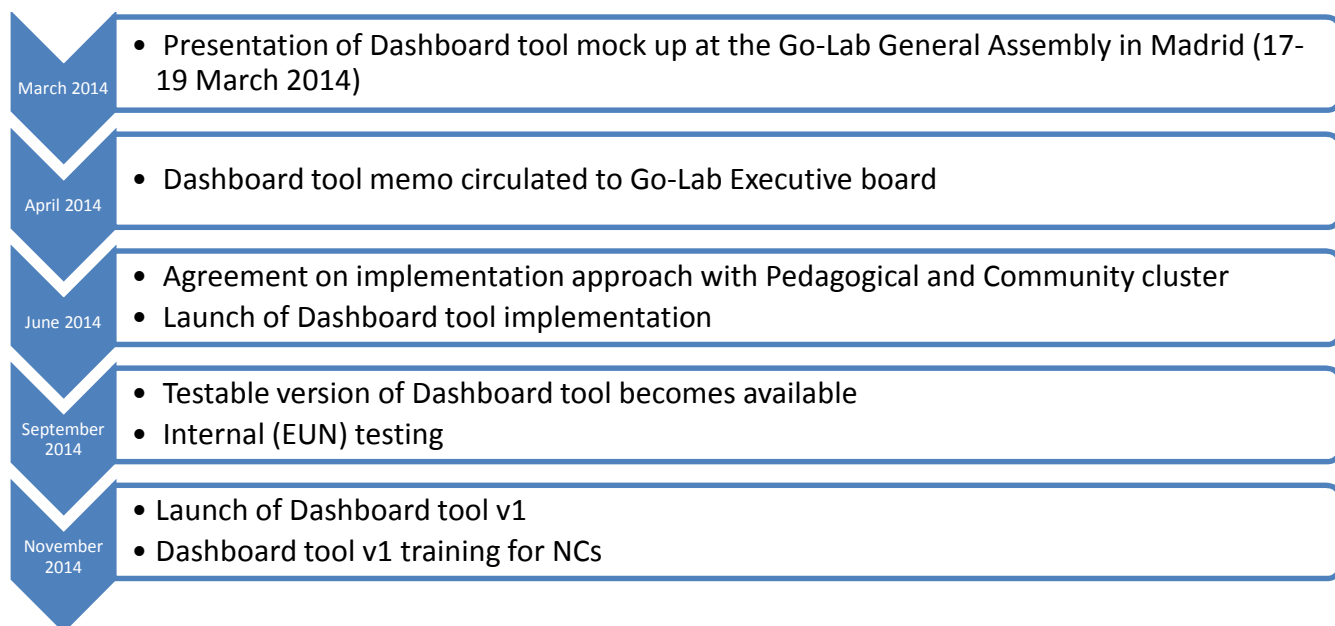 March 2014
• Presentation of Dashboard tool mock up at the Go-Lab General Assembly in Madrid (17-
19 March 2014)
April 2014
• Dashboard tool memo circulated to Go-Lab Executive board
June 2014
• Agreement on implementation approach with Pedagogical and Community cluster
• Launch of Dashboard tool implementation
September
2014
• Testable version of Dashboard tool becomes available
• Internal (EUN) testing
November
2014
• Launch of Dashboard tool v1
• Dashboard tool v1 training for NCs